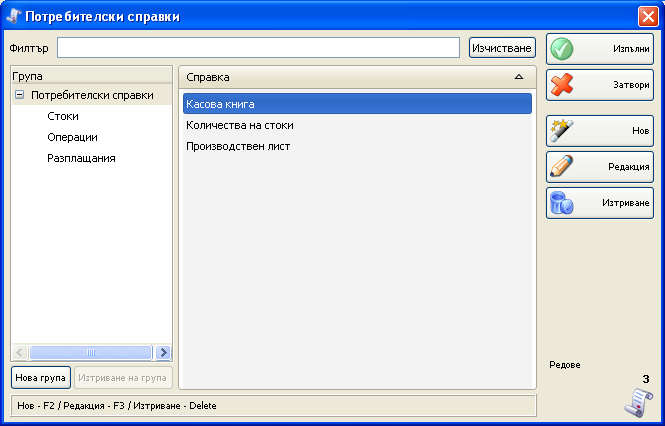 Потребителски справки
Филтър
Изчистване
Група
Потребителски справки
Стоки
Операции
Разплащания
Справка
Касова книга
Количества на стоки
Производствен лист
Изпълни
Затвори
Нов
Редакция
Изтриване
Нова група
Изтриване на група
Редове
3
Нов - F2 / Редакция - F3 / Изтриване - Delete